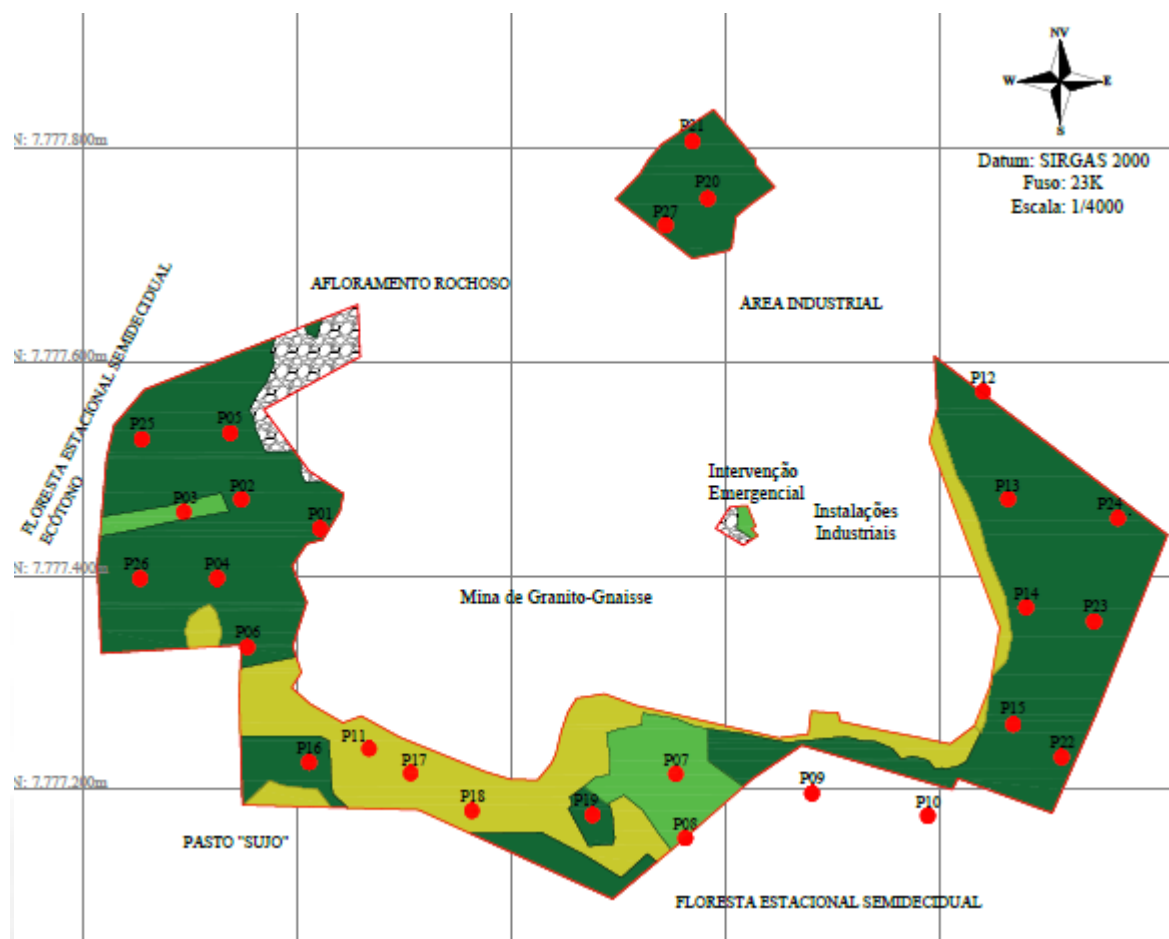 NV
W
E
S
Datum: SIRGAS 2000
Fuso: 23K
Escala: 1/4000
N: 7.777.800m
P21
P20
P27
AFLORAMENTO ROCHOSO
ÁREA INDUSTRIAL
N: 7.777.600m
FLORESTA ESTACIONAL SEMIDECIDUAL
ECÓTONO
P25
P05
P12
P03
P02
P01
Intervenção
Emergencial
Instalações
Industriais
P13
P24
N: 7.777.400m
P26
P04
Mina de Granito-Gnaisse
P14
P23
P06
P11
P16
P17
P07
P15
P22
N: 7.777.200m
P18
P19
P08
P09
P10
PASTO "SUJO"
FLORESTA ESTACIONAL SEMIDECIDUAL